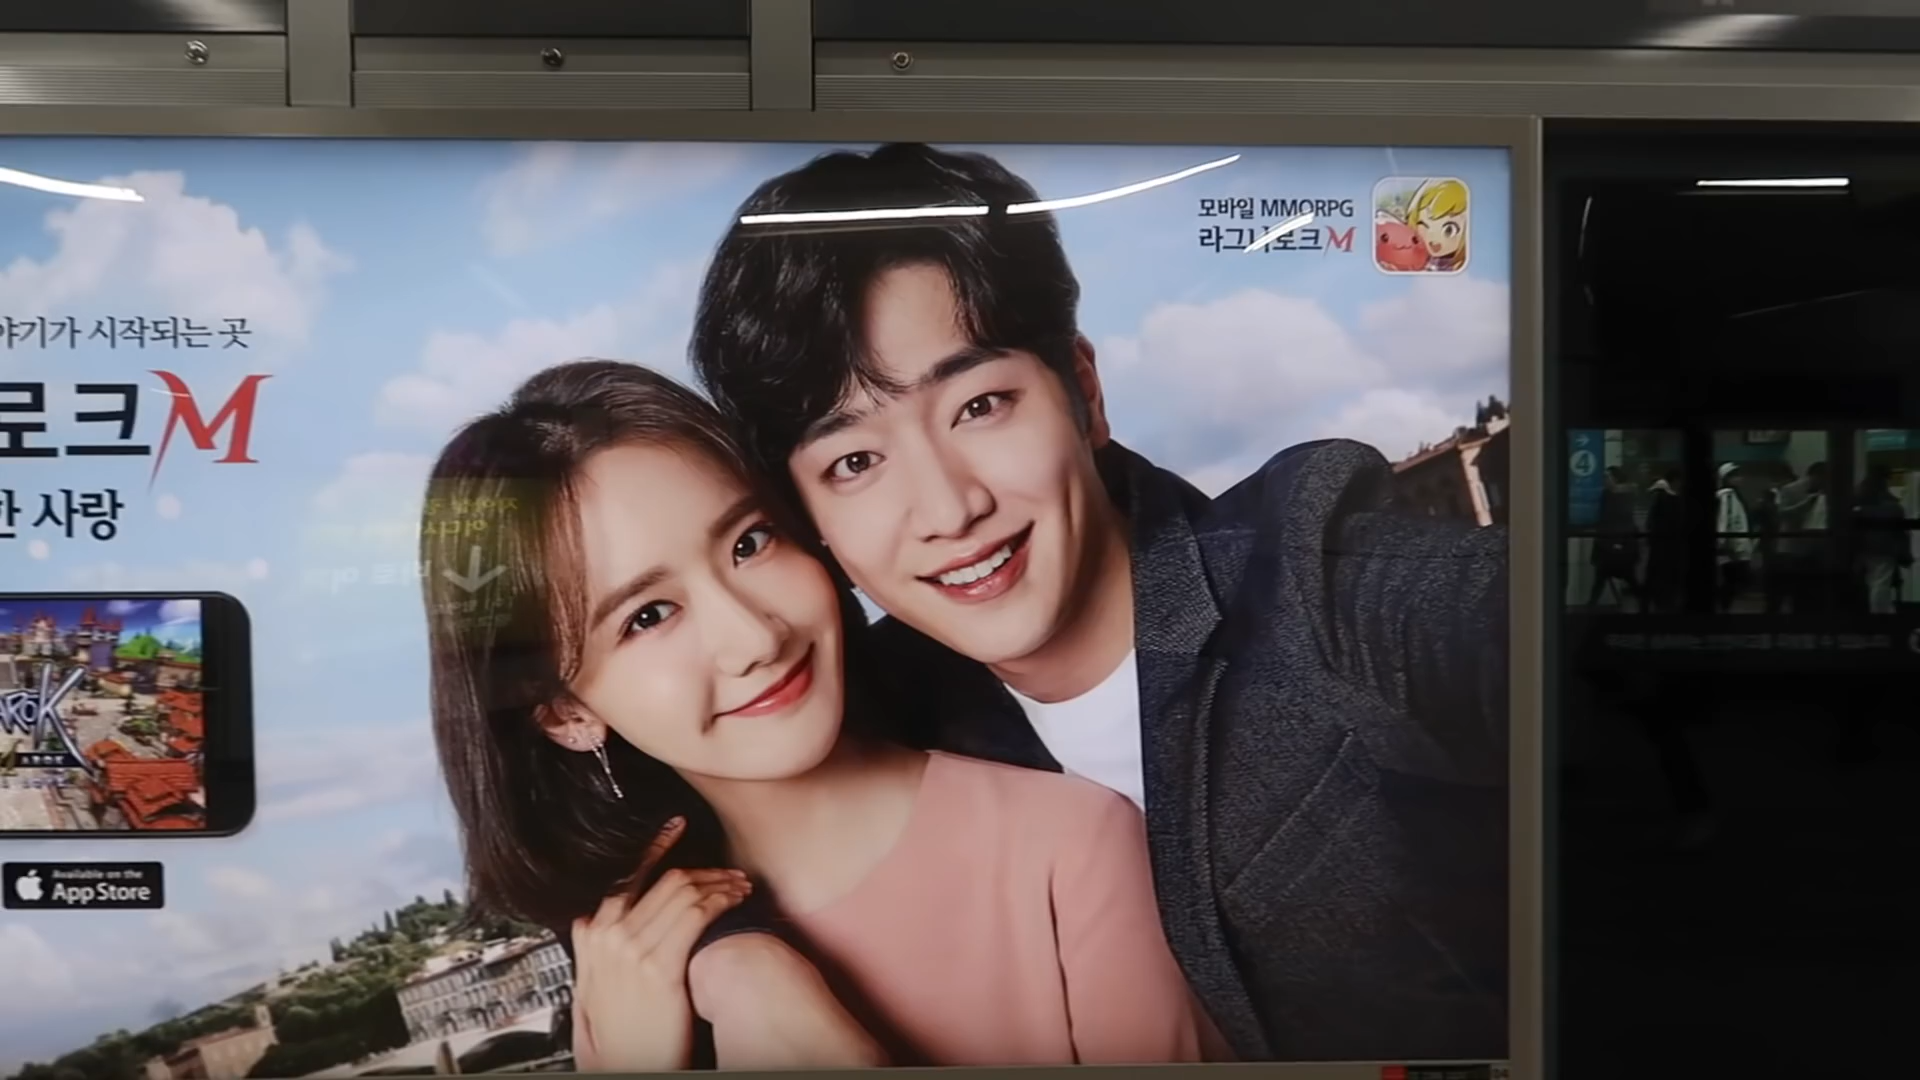 모바일 MMORPG
라그나로크M
야기가 시작되는 곳
로크M
한 사랑
Available on the
App Store
4